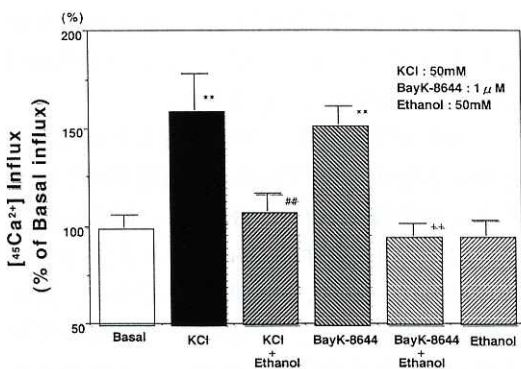 (%)
200
150
100
50
[45Ca2+] Influx
(% of Basal influx)
KCl : 50mM
BayK-8644 : 1 μM
Ethanol : 50mM
**
##
**
++
Basal
KCl
KCl
+
Ethanol
BayK-8644
BayK-8644
+
Ethanol
Ethanol